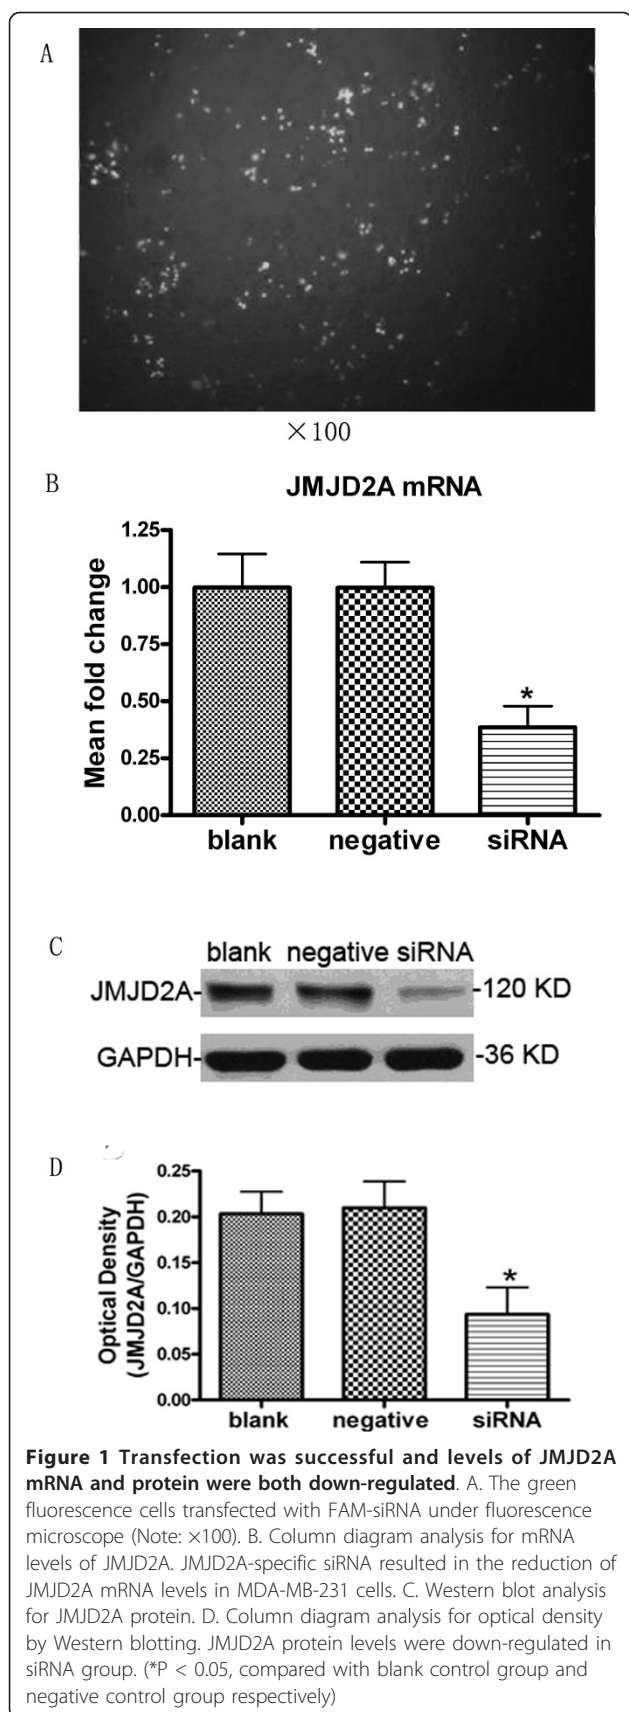 A
×100
B
JMJD2A mRNA
1.25
1.00
0.75
0.50
0.25
0.00
Mean fold change
*
blank negative siRNA
C
blank negative siRNA
JMJD2A- -120 KD
GAPDH- -36 KD
D
0.25
0.20
0.15
0.10
0.05
0.00
Optical Density
(JMJD2A/GAPDH)
*
blank negative siRNA
Figure 1 Transfection was successful and levels of JMJD2A
mRNA and protein were both down-regulated. A. The green
fluorescence cells transfected with FAM-siRNA under fluorescence
microscope (Note: ×100). B. Column diagram analysis for mRNA
levels of JMJD2A. JMJD2A-specific siRNA resulted in the reduction of
JMJD2A mRNA levels in MDA-MB-231 cells. C. Western blot analysis
for JMJD2A protein. D. Column diagram analysis for optical density
by Western blotting. JMJD2A protein levels were down-regulated in
siRNA group. (*P < 0.05, compared with blank control group and
negative control group respectively)